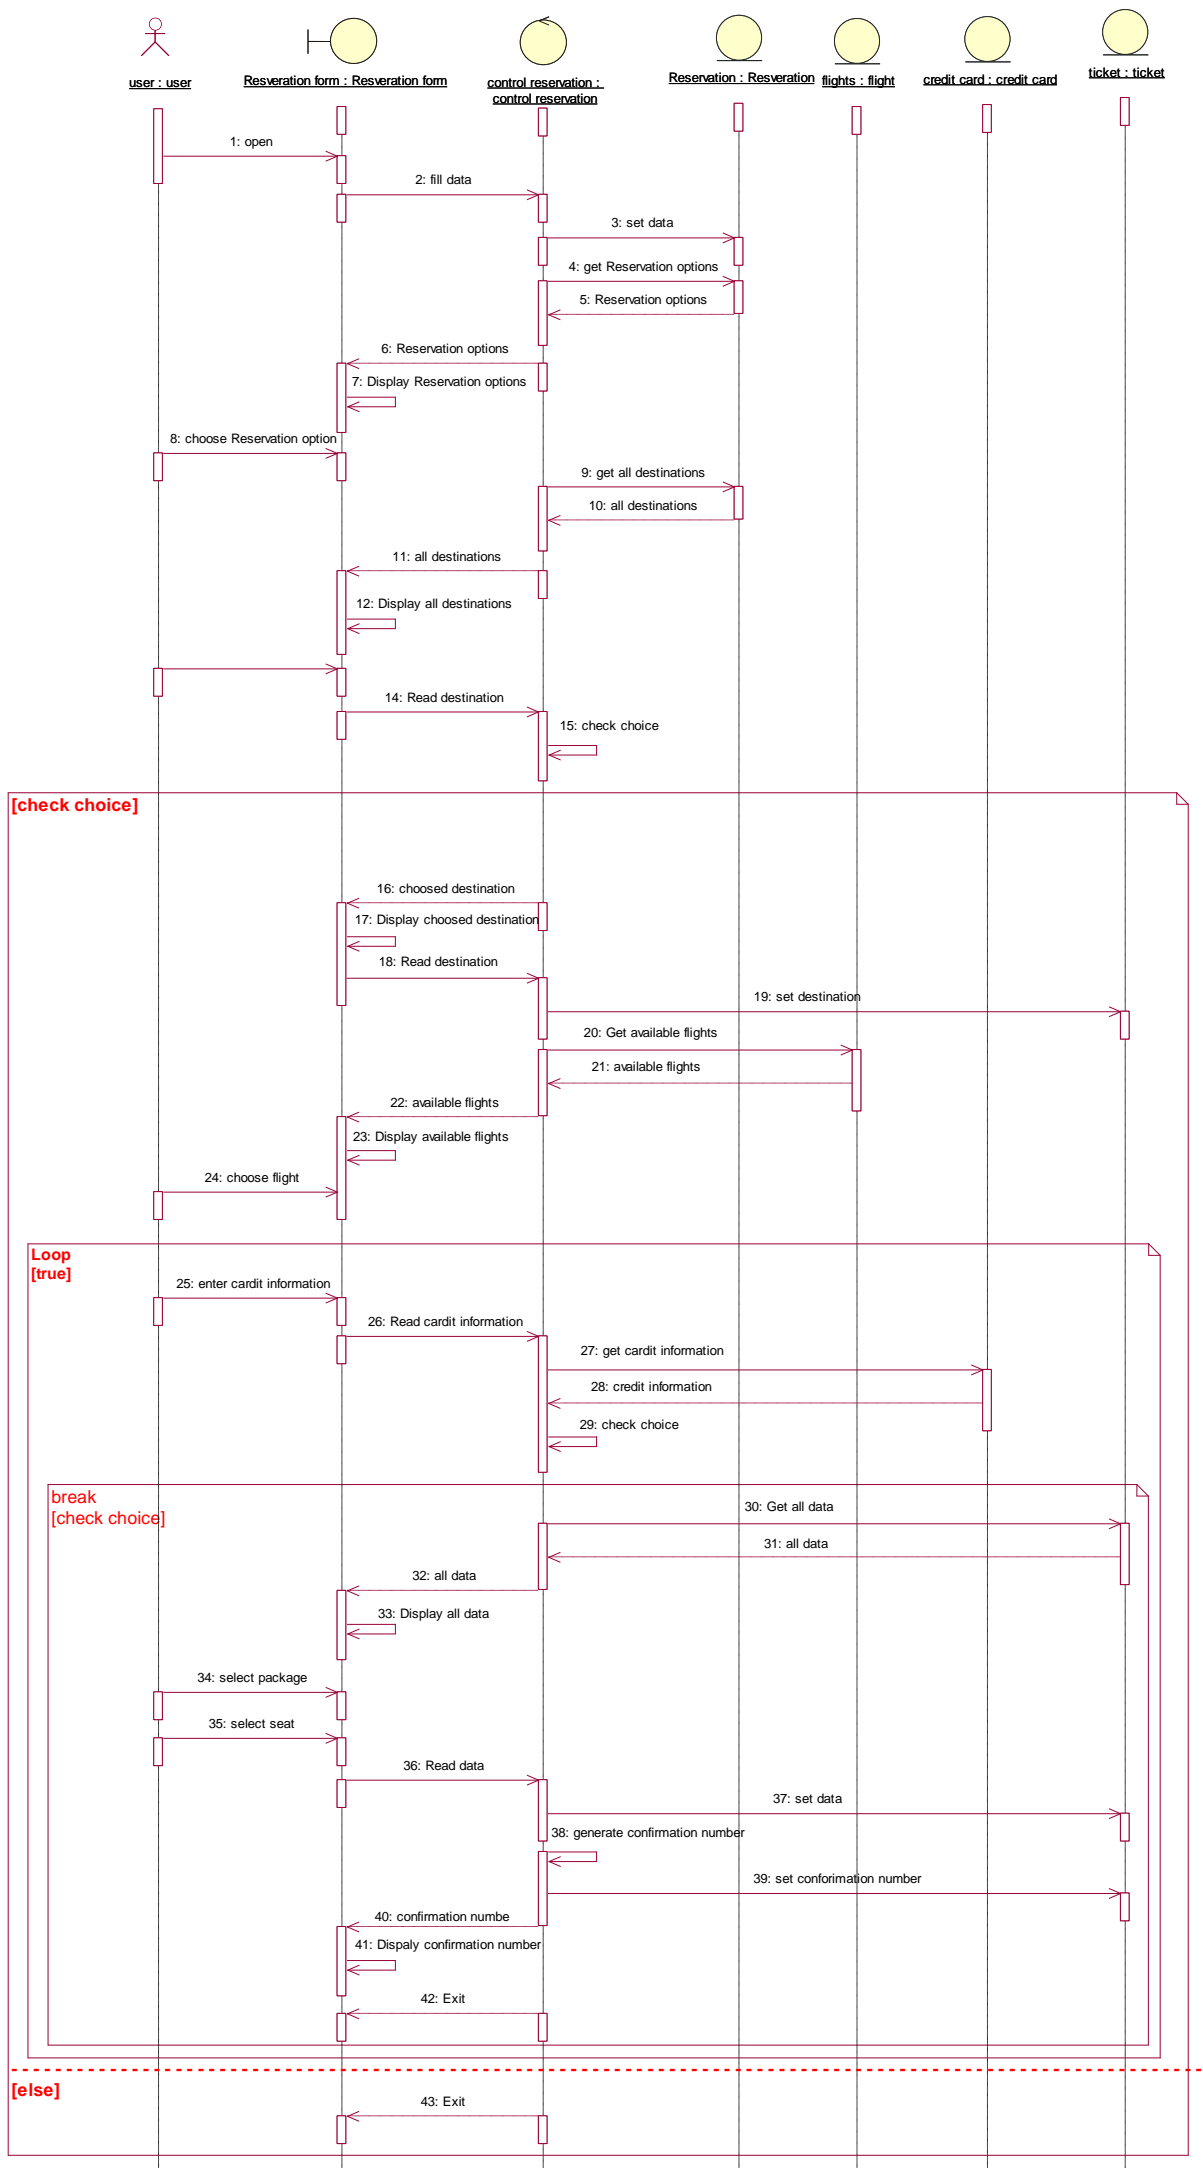 user : user
Resveration form : Resveration form
control reservation :
control reservation
Reservation : Resveration
flights : flight
credit card : credit card
ticket : ticket
1: open
2: fill data
3: set data
4: get Reservation options
5: Reservation options
6: Reservation options
7: Display Reservation options
8: choose Reservation option
9: get all destinations
10: all destinations
11: all destinations
12: Display all destinations
14: Read destination
15: check choice
[check choice]
16: choosed destination
17: Display choosed destination
18: Read destination
19: set destination
20: Get available flights
21: available flights
22: available flights
23: Display available flights
24: choose flight
Loop
[true]
25: enter cardit information
26: Read cardit information
27: get cardit information
28: credit information
29: check choice
break
[check choice]
30: Get all data
31: all data
32: all data
33: Display all data
34: select package
35: select seat
36: Read data
37: set data
38: generate confirmation number
39: set conforimation number
40: confirmation numbe
41: Dispaly confirmation number
42: Exit
[else]
43: Exit